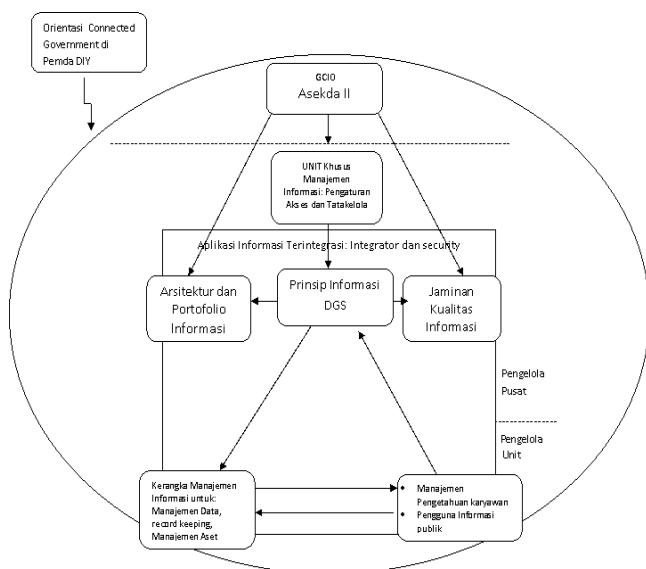 Orientasi Connected
Government di
Pemda DIY
GCIO
Asekda II
UNIT Khusus
Manajemen
Informasi: Pengaturan
Akses dan Tatakelola
Aplikasi Informasi Terintegrasi: Integrator dan security
Arsitektur dan
Portofolio
Informasi
Prinsip Informasi
DGS
Jaminan
Kualitas
Informasi
Pengelola
Pusat
Pengelola
Unit
Kerangka Manajemen
Informasi untuk:
Manajemen Data,
record keeping,
Manajemen Aset
• Manajemen
Pengetahuan karyawan
• Pengguna Informasi
publik